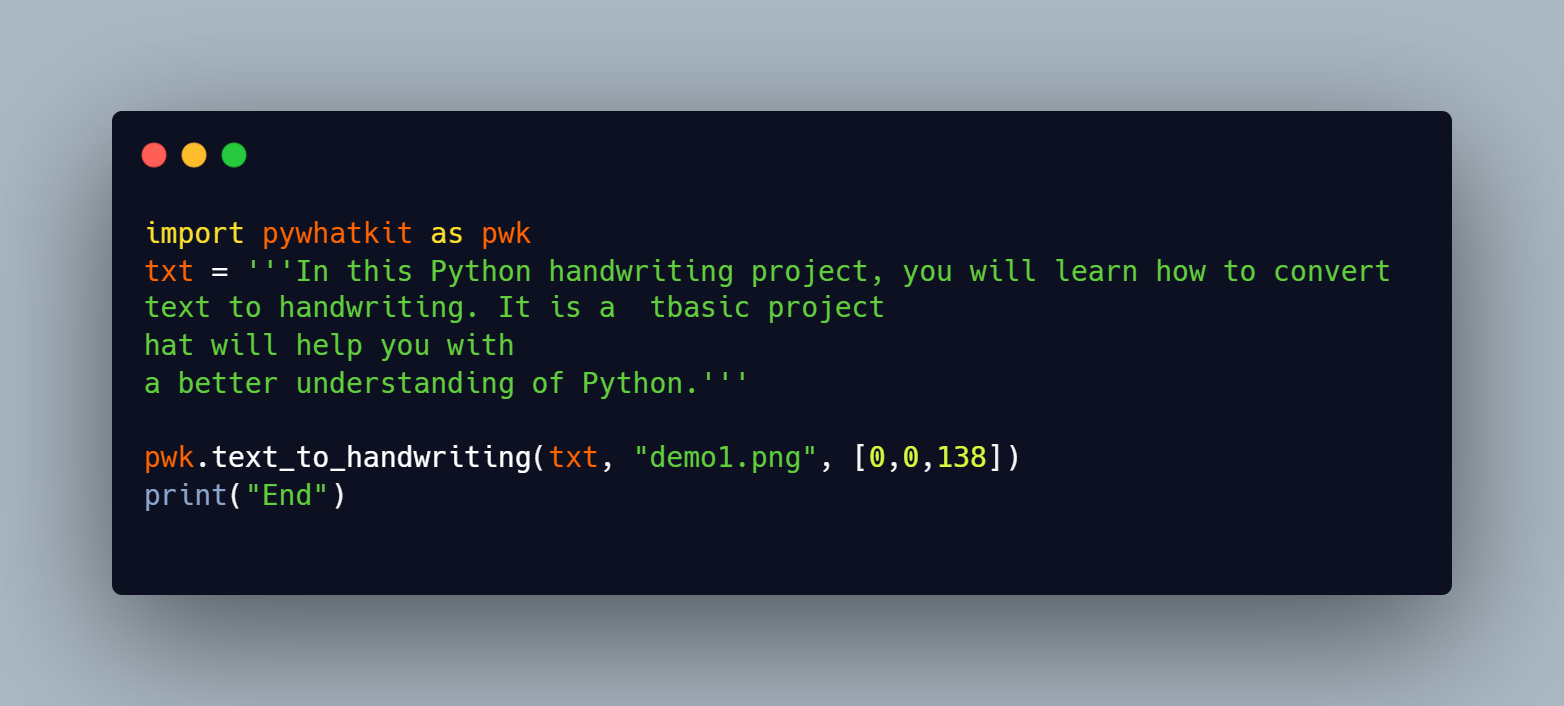 import pywhatkit as pwk
txt = '''In this Python handwriting project, you will learn how to convert
text to handwriting. It is a  tbasic project
hat will help you with
a better understanding of Python.'''
pwk.text_to_handwriting(txt, "demo1.png", [0,0,138])
print("End")